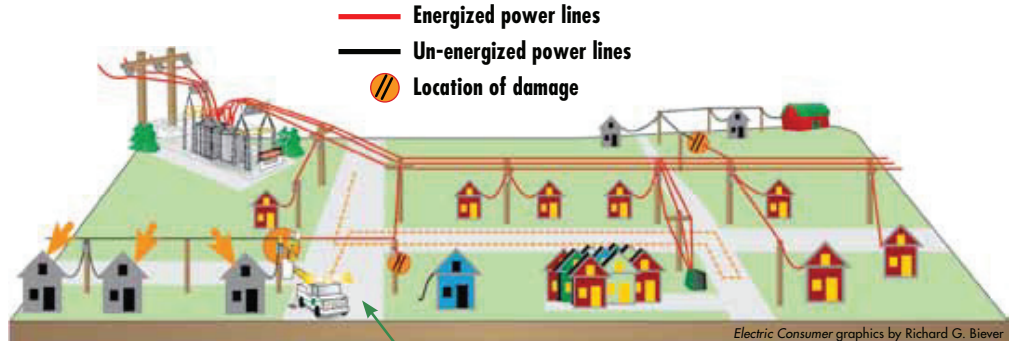 Energized power lines
Un-energized power lines
Location of damage
Electric Consumer graphics by Richard G. Biever